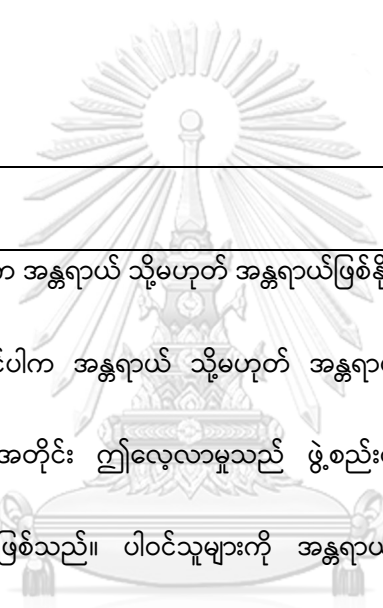 အန္တရာယ် သို့မဟုတ်
အန္တရာယ် သို့မဟုတ်
အတိုင်း ဤလေ့လာမှုသည်
ဖြစ်သည်။ ပါဝင်သူများကို